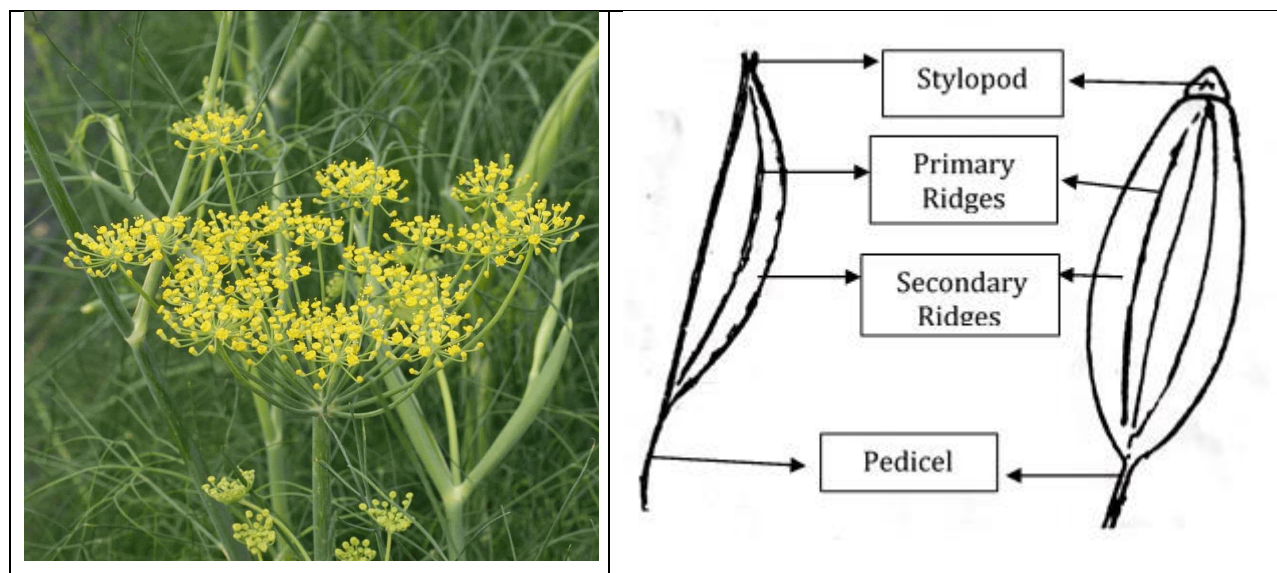 Stylopod
Primary
Ridges
Secondary
Ridges
Pedicel